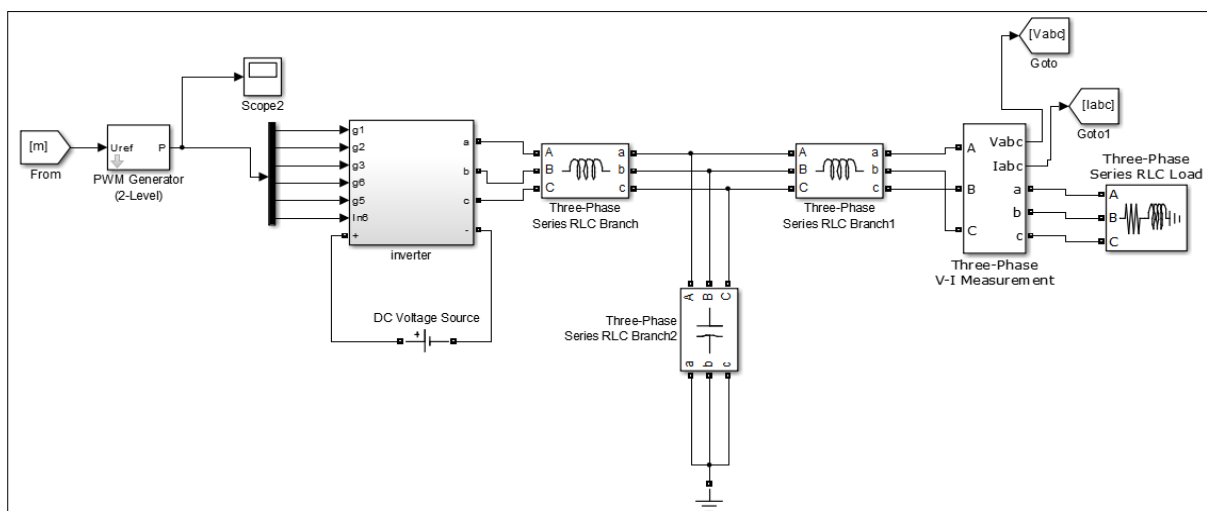 [Vabc]
Goto
[Iabc]
Goto1
Scope2
[m]
From
Uref
P
PWM Generator
(2-Level)
g1
g2
g3
g6
g5
In6
+
-
a
b
c
inverter
DC Voltage Source
+
A
B
C
a
b
c
Three-Phase
Series RLC Branch
A
B
C
a
b
c
Three-Phase
Series RLC Branch1
A B C
a b c
Three-Phase
Series RLC Branch2
A
B
C
Vabc
Iabc
a
b
c
Three-Phase
V-I Measurement
Three-Phase
Series RLC Load
A
B
C